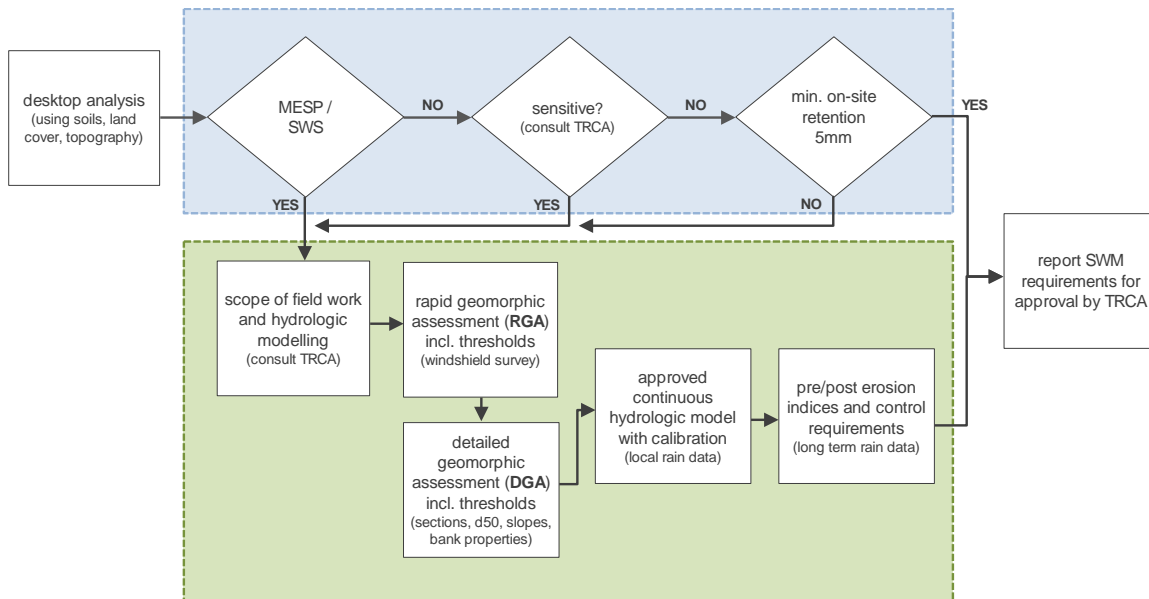 desktop analysis
(using soils, land
cover, topography)
MESP /
SWS
NO
sensitive?
(consult TRCA)
NO
min. on-site
retention
5mm
YES
YES
YES
NO
scope of field work
and hydrologic
modelling
(consult TRCA)
rapid geomorphic
assessment (RGA)
incl. thresholds
(windshield survey)
detailed
geomorphic
assessment (DGA)
incl. thresholds
(sections, d50, slopes,
bank properties)
approved
continuous
hydrologic model
with calibration
(local rain data)
pre/post erosion
indices and control
requirements
(long term rain data)
report SWM
requirements for
approval by TRCA